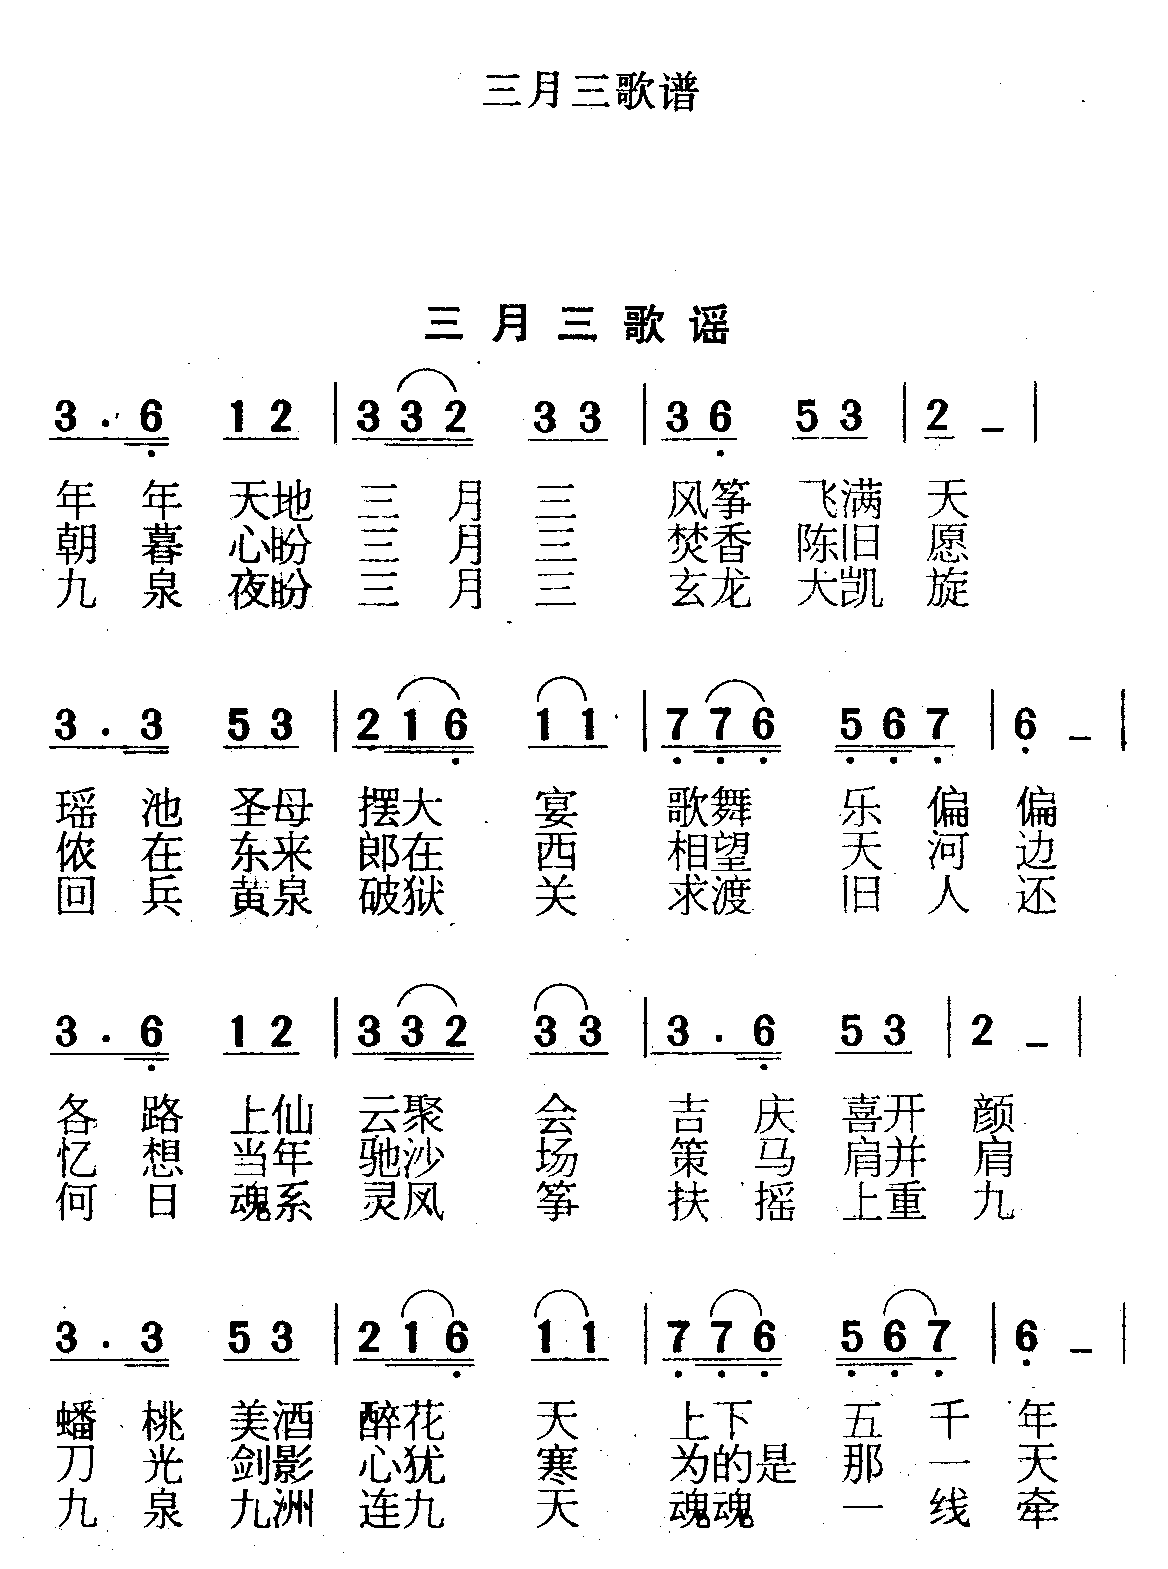 三月三歌谱
三月三歌谣
3 . 6 1 2 | 3 3 2 3 3 | 3 6 5 3 | 2 – |
年 年 天地 三 月 三 风筝 飞满 天
朝 暮 心盼 三 月 三 焚香 陈旧 愿
九 泉 夜盼 三 月 三 玄龙 大凯 旋
3 . 3 5 3 | 2 1 6 1 1 | 7 7 6 5 6 7 | 6 – |
瑶 池 圣母 摆大 宴 歌舞 乐 偏 偏
侬 在 东来 郎在 西 相望 天 河 边
回 兵 黄泉 破狱 关 求渡 旧 人 还
3 . 6 1 2 | 3 3 2 3 3 | 3 . 6 5 3 | 2 – |
各 路 上仙 云聚 会 吉 庆 喜开 颜
忆 想 当年 驰沙 场 策 马 肩并 肩
何 日 魂系 灵风 筝 扶 摇 上重 九
3 . 3 5 3 | 2 1 6 1 1 | 7 7 6 5 6 7 | 6 – |
蟠 桃 美酒 醉花 天 上下 五 千 年
刀 光 剑影 心犹 寒 为的是 那 一 天
九 泉 九洲 连九 天 魂魂 一 线 牵